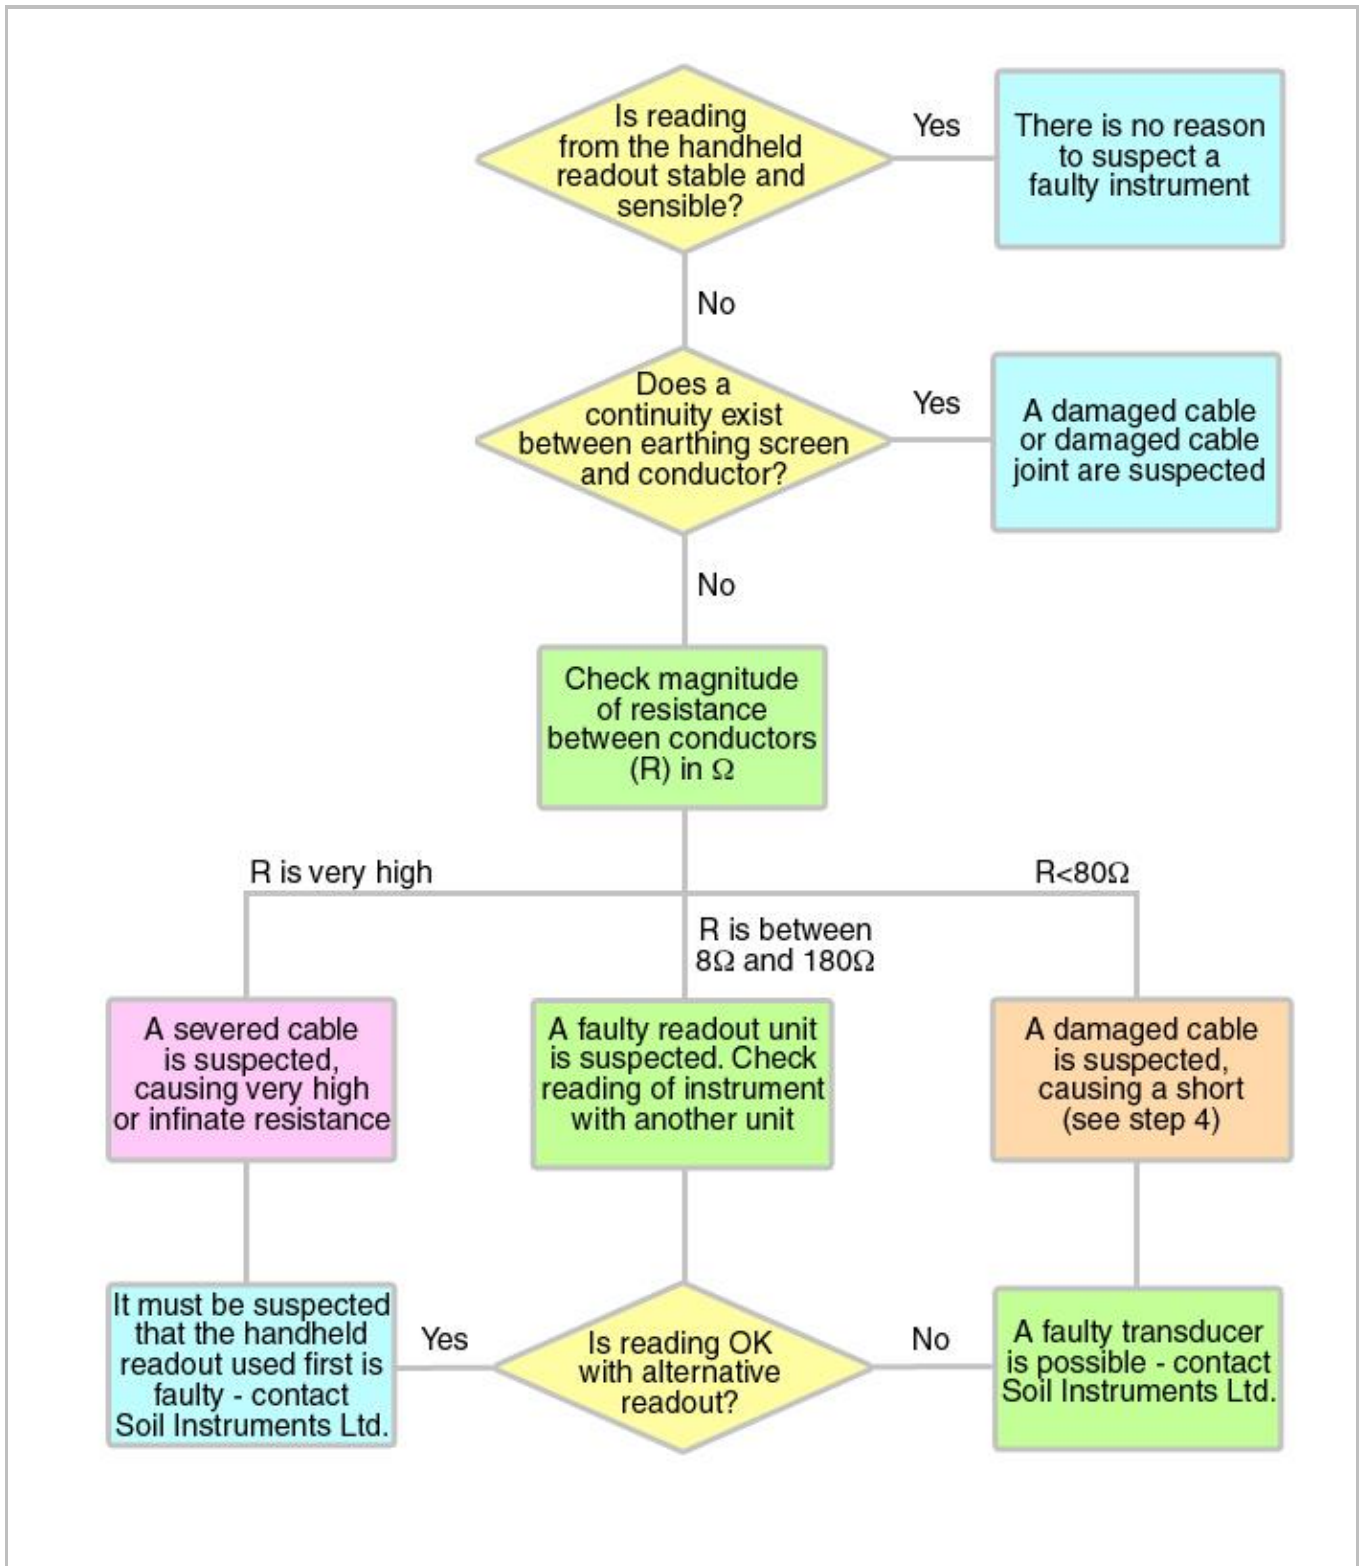 Is reading
from the handheld
readout stable and
sensible?
Yes
There is no reason
to suspect a
faulty instrument
No
Does a
continuity exist
between earthing screen
and conductor?
Yes
A damaged cable
or damaged cable
joint are suspected
No
Check magnitude
of resistance
between conductors
(R) in Ω
R is very high
R<80Ω
R is between
8Ω and 180Ω
A severed cable
is suspected,
causing very high
or infinate resistance
A faulty readout unit
is suspected. Check
reading of instrument
with another unit
A damaged cable
is suspected,
causing a short
(see step 4)
It must be suspected
that the handheld
readout used first is
faulty - contact
Soil Instruments Ltd.
Yes
Is reading OK
with alternative
readout?
No
A faulty transducer
is possible - contact
Soil Instruments Ltd.